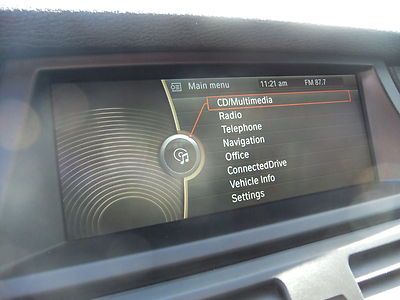 Main menu 11:21 am FM 87.7
CD/Multimedia
Radio
Telephone
Navigation
Office
ConnectedDrive
Vehicle Info
Settings